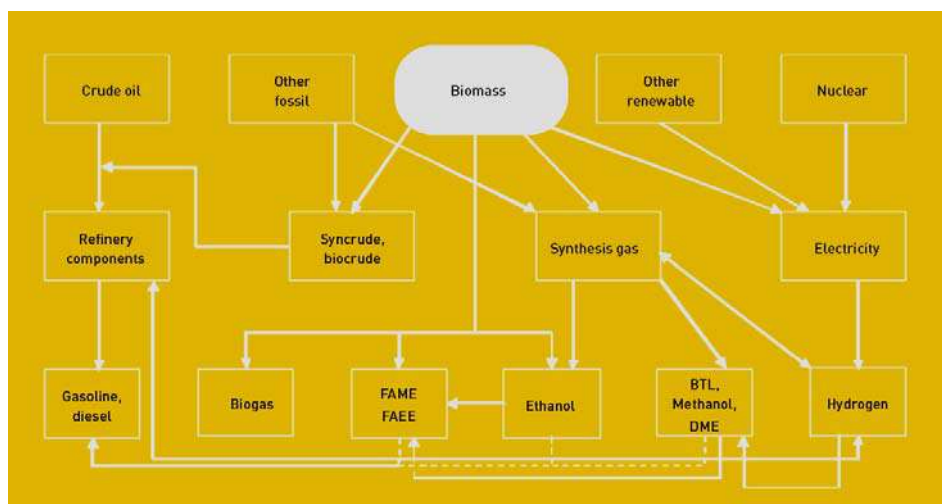 Crude oil
Other
fossil
Biomass
Other
renewable
Nuclear
Refinery
components
Syncrude,
biocrude
Synthesis gas
Electricity
Gasoline,
diesel
Biogas
FAME
FAEE
Ethanol
BTL,
Methanol,
DME
Hydrogen